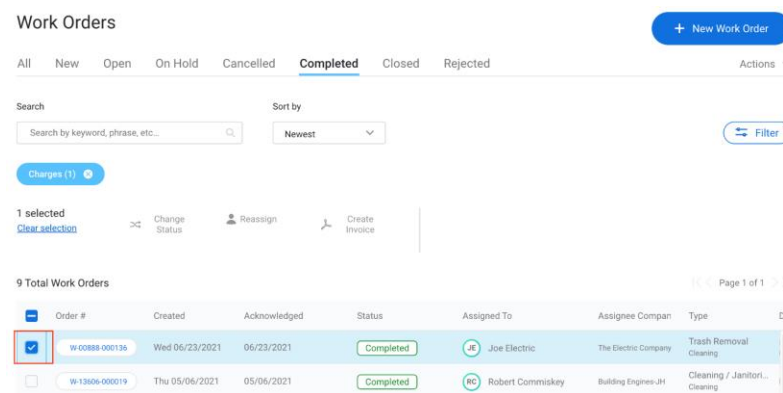 Work Orders
+ New Work Order
All New Open On Hold Cancelled Completed Closed Rejected Actions
Search Sort by
Search by keyword, phrase, etc... Newest Filter
Charges (1)
1 selected
Clear selection
Change
Status
Reassign
Create
Invoice
9 Total Work Orders Page 1 of 1
Order # Created Acknowledged Status Assigned To Assignee Compan Type
W-00888-000136 Wed 06/23/2021 06/23/2021 Completed JE Joe Electric The Electric Company Trash Removal
Cleaning
W-13606-000019 Thu 05/06/2021 05/06/2021 Completed RC Robert Commiskey Building Engines-JH Cleaning / Janitori...
Cleaning